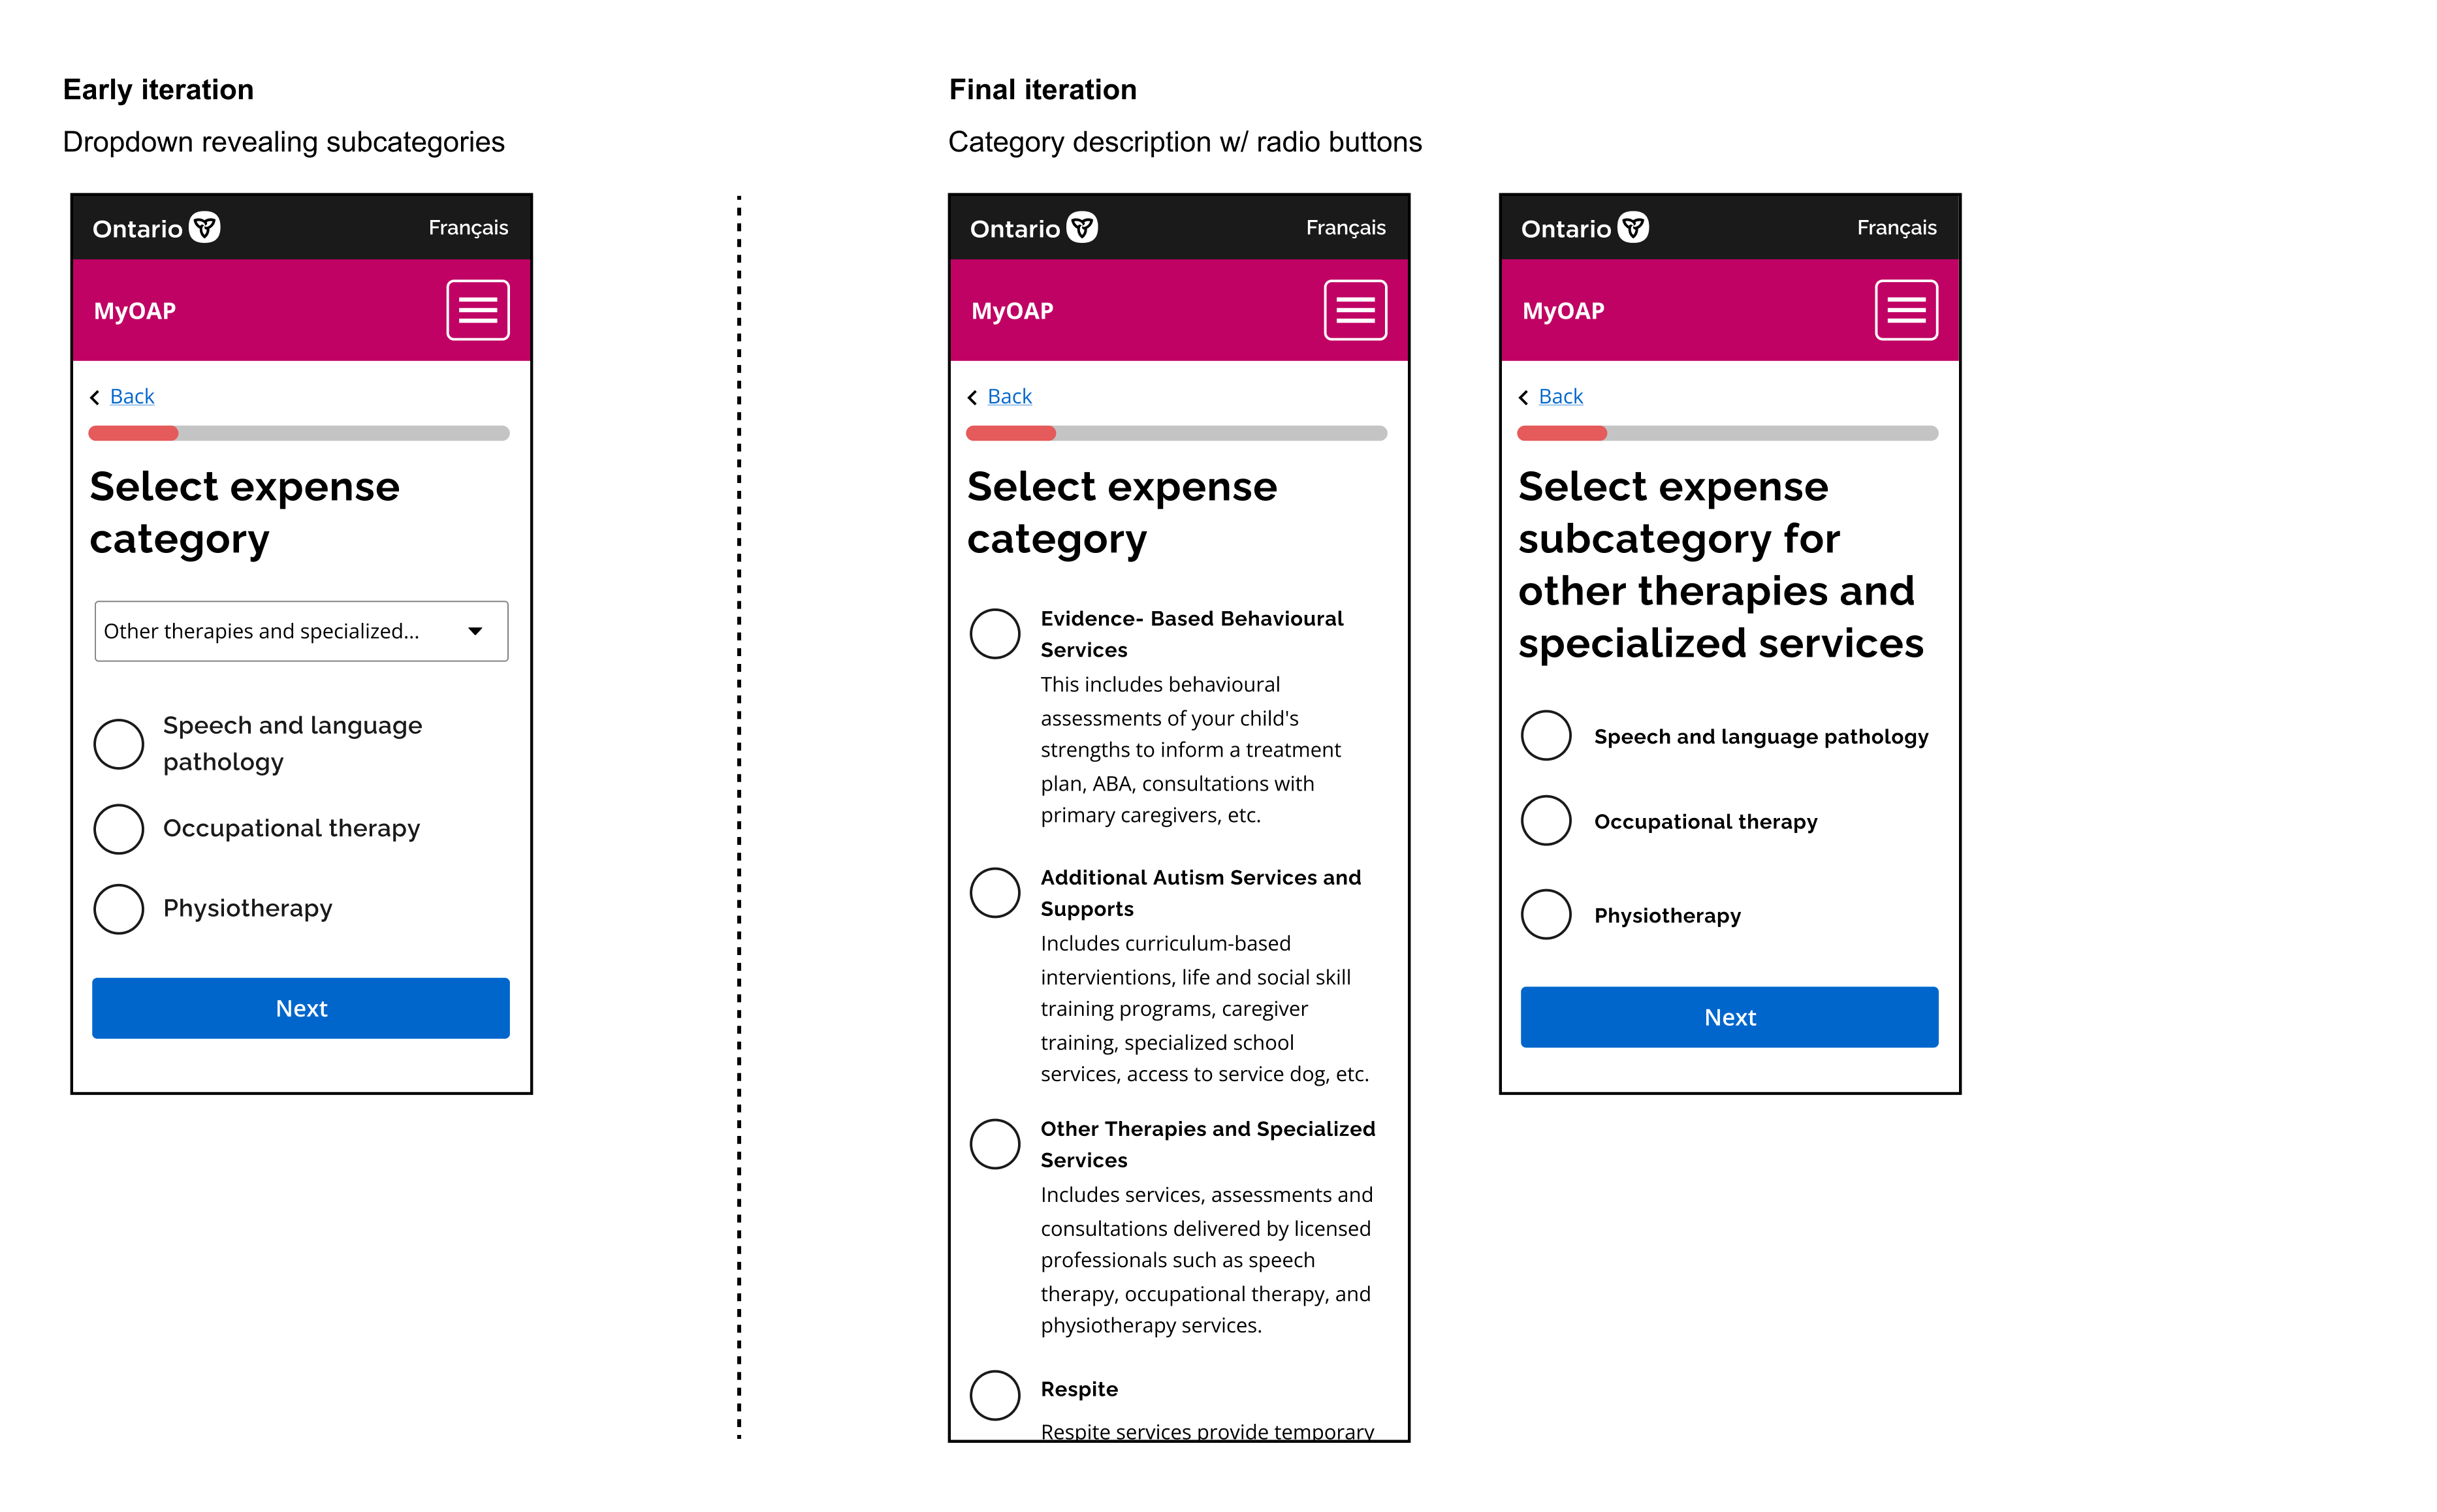 Early iteration
Dropdown revealing subcategories
Ontario
Français
MyOAP
Back
Select expense
category
Other therapies and specialized...
Speech and language
pathology
Occupational therapy
Physiotherapy
Next
Final iteration
Category description w/ radio buttons
Ontario
Français
MyOAP
Back
Select expense
category
Evidence- Based Behavioural
Services
This includes behavioural
assessments of your child's
strengths to inform a treatment
plan, ABA, consultations with
primary caregivers, etc.
Additional Autism Services and
Supports
Includes curriculum-based
intervientions, life and social skill
training programs, caregiver
training, specialized school
services, access to service dog, etc.
Other Therapies and Specialized
Services
Includes services, assessments and
consultations delivered by licensed
professionals such as speech
therapy, occupational therapy, and
physiotherapy services.
Respite
Respite services provide temporary
Ontario
Français
MyOAP
Back
Select expense
subcategory for
other therapies and
specialized services
Speech and language pathology
Occupational therapy
Physiotherapy
Next